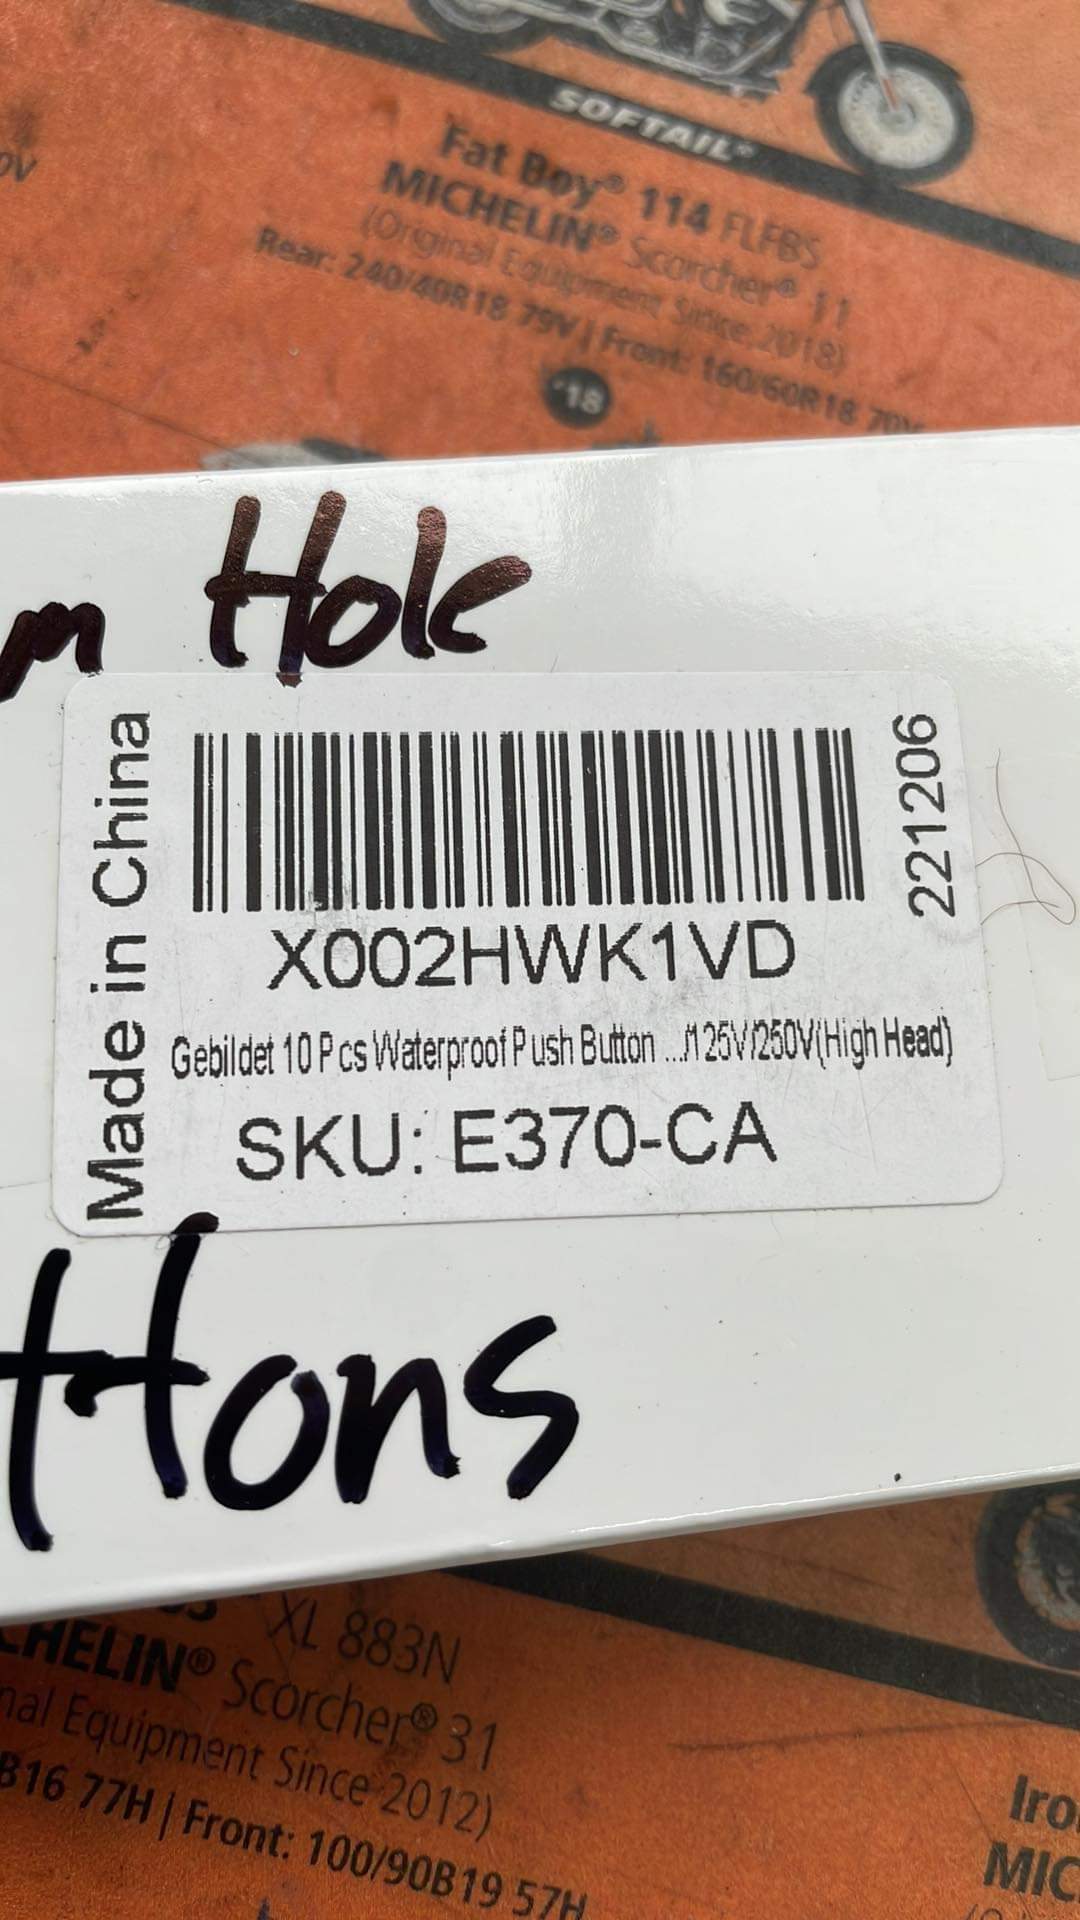 SOFTAIL®
Fat Boy® 114 FLFBS
MICHELIN® Scorcher® 11
(Original Equipment Since 2018)
Rear: 240/40R18 79V | Front: 160/60R18 70V
'18
Hole
Made in China
221206
X002HWK1VD
Gebildet 10 Pcs Waterproof Push Button .../125V/250V(High Head)
SKU: E370-CA
ttons
XL 883N
CHELIN® Scorcher® 31
nal Equipment Since 2012)
B16 77H | Front: 100/90B19 57H
Iro
MIC